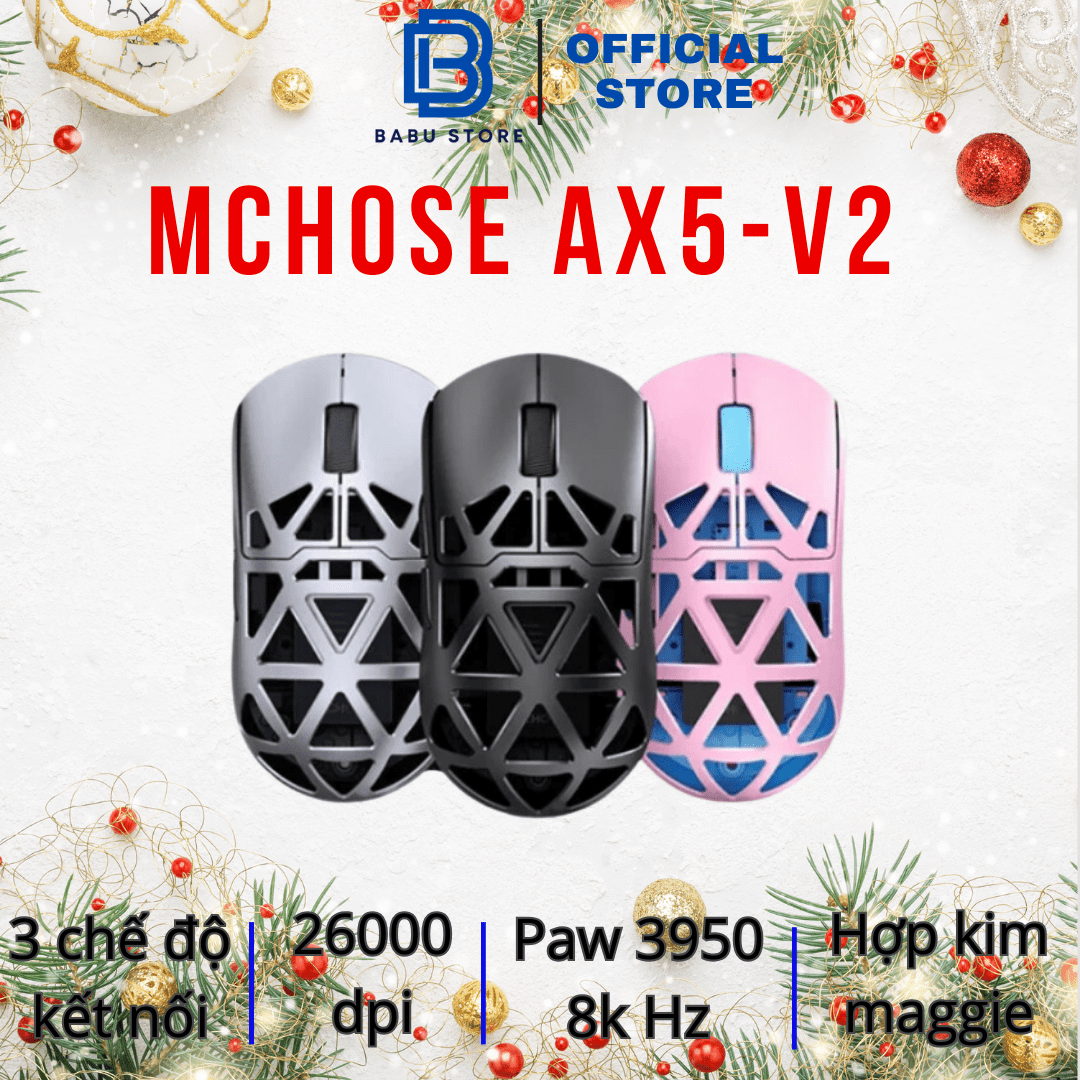 OFFICIAL
STORE
BABU STORE
MCHOSE AX5-V2
3 chế độ
kết nối
26000
dpi
Paw 3950
8k Hz
Hợp kim
maggie